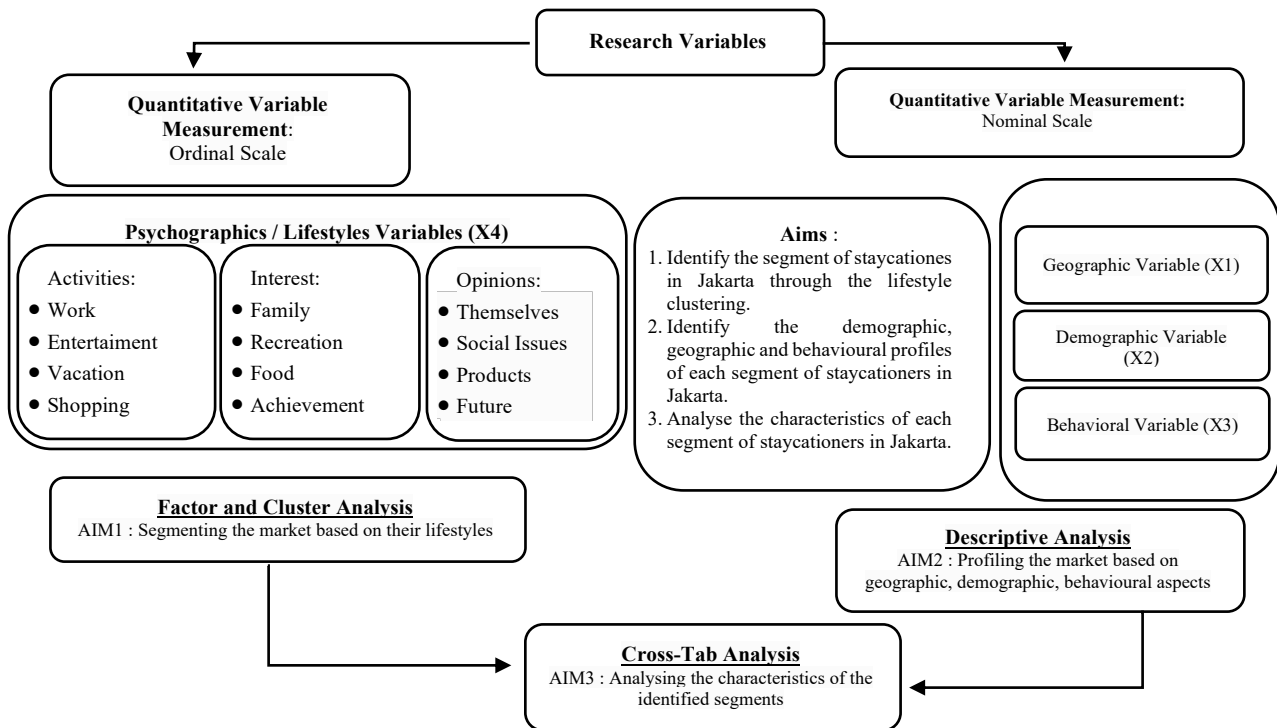 Research Variables
Quantitative Variable
Measurement:
Ordinal Scale
Quantitative Variable Measurement:
Nominal Scale
Psychographics / Lifestyles Variables (X4)
Activities:
● Work
● Entertaiment
● Vacation
● Shopping
Interest:
● Family
● Recreation
● Food
● Achievement
Opinions:
● Themselves
● Social Issues
● Products
● Future
Aims :
1. Identify the segment of staycationes
in Jakarta through the lifestyle
clustering.
2. Identify the demographic,
geographic and behavioural profiles
of each segment of staycationers in
Jakarta.
3. Analyse the characteristics of each
segment of staycationers in Jakarta.
Geographic Variable (X1)
Demographic Variable
(X2)
Behavioral Variable (X3)
Factor and Cluster Analysis
AIM1 : Segmenting the market based on their lifestyles
Descriptive Analysis
AIM2 : Profiling the market based on
geographic, demographic, behavioural aspects
Cross-Tab Analysis
AIM3 : Analysing the characteristics of the
identified segments